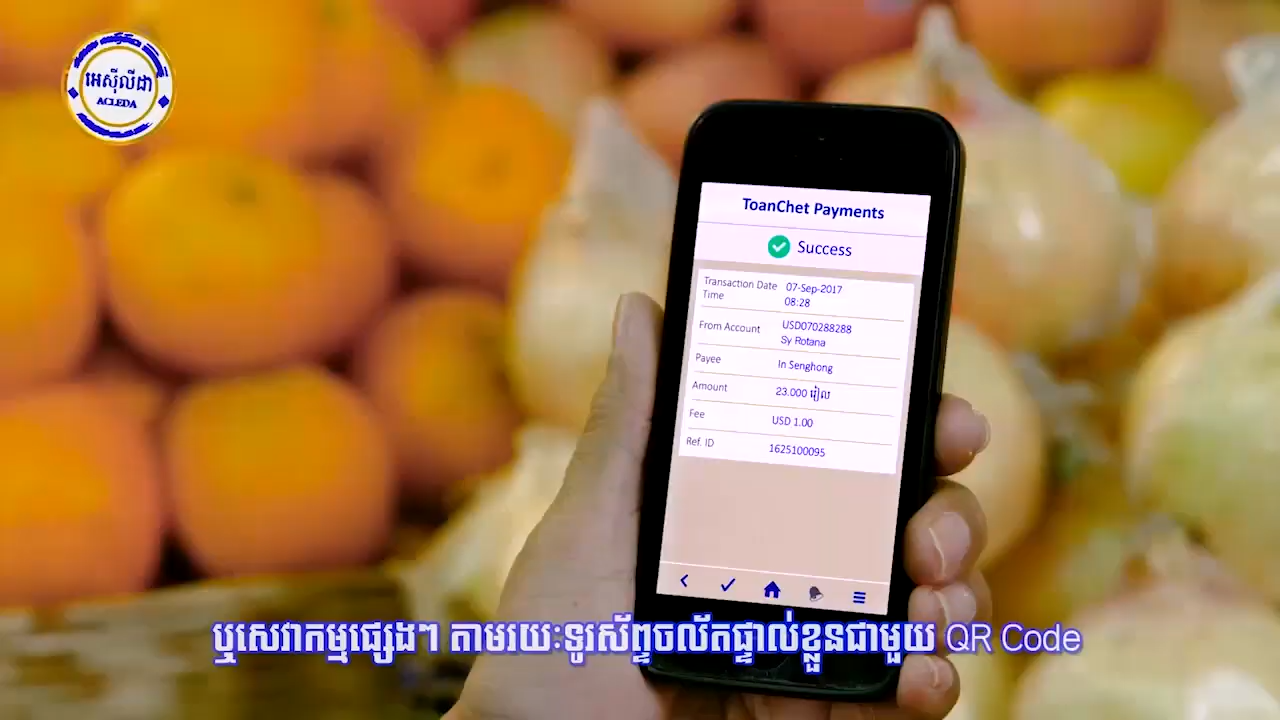 អេស៊ីលីដា
ACLEDA
ToanChet Payments
Success
Transaction Date 07-Sep-2017
Time 08:28
From Account USD070288288
Sy Rotana
Payee In Senghong
Amount 23.000 រៀល
Fee USD 1.00
Ref. ID 1625100095
ឬសេវាកម្មផ្សេងៗ តាមរយៈទូរស័ព្ទចល័តផ្ទាល់ខ្លួនជាមួយ QR Code